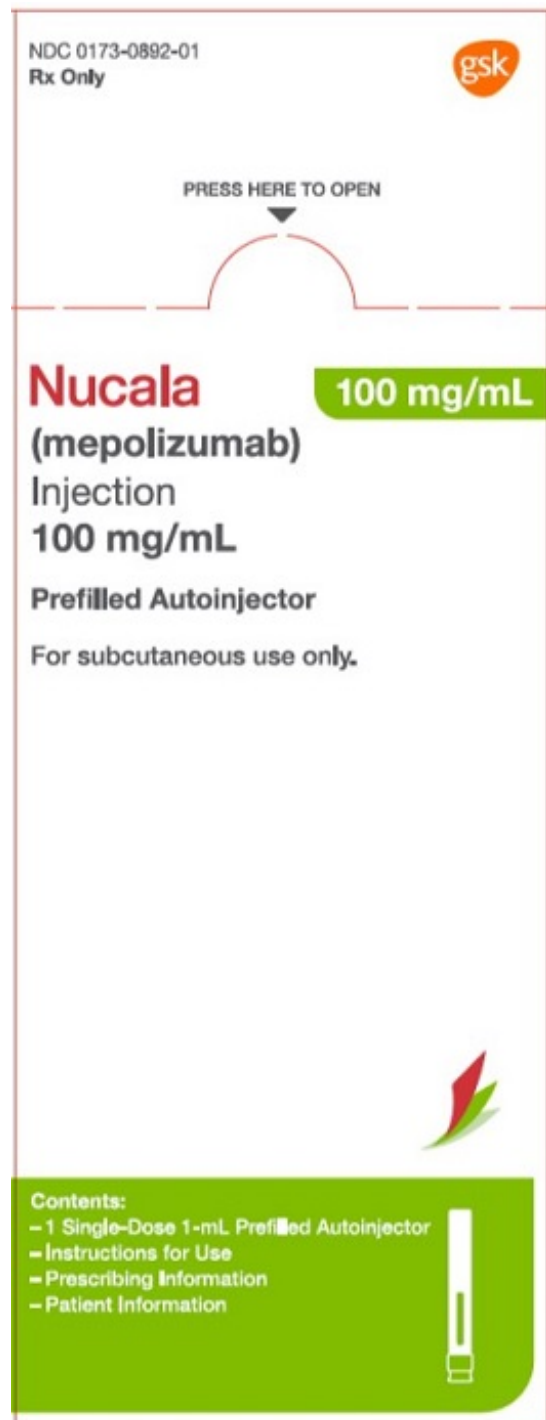 NDC 0173-0892-01
Rx Only
gsk
PRESS HERE TO OPEN
Nucala
100 mg/mL
(mepolizumab)
Injection
100 mg/mL
Prefilled Autoinjector
For subcutaneous use only.
Contents:
– 1 Single-Dose 1-mL Prefilled Autoinjector
– Instructions for Use
– Prescribing Information
– Patient Information